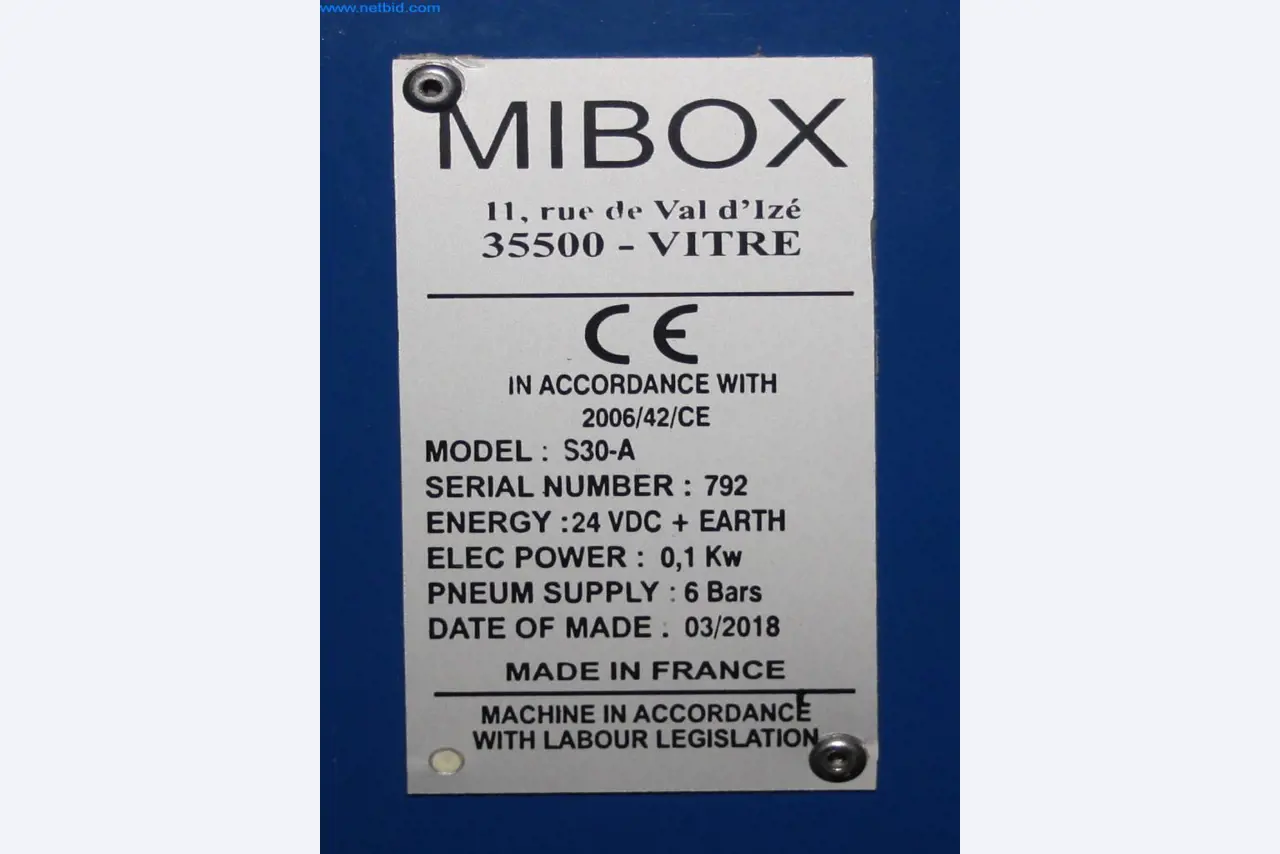 www.netbid.com
MIBOX
11, rue de Val d'Izé
35500 - VITRE
CE
IN ACCORDANCE WITH
2006/42/CE
MODEL : S30-A
SERIAL NUMBER : 792
ENERGY :24 VDC + EARTH
ELEC POWER : 0,1 Kw
PNEUM SUPPLY : 6 Bars
DATE OF MADE : 03/2018
MADE IN FRANCE
MACHINE IN ACCORDANCE
WITH LABOUR LEGISLATION